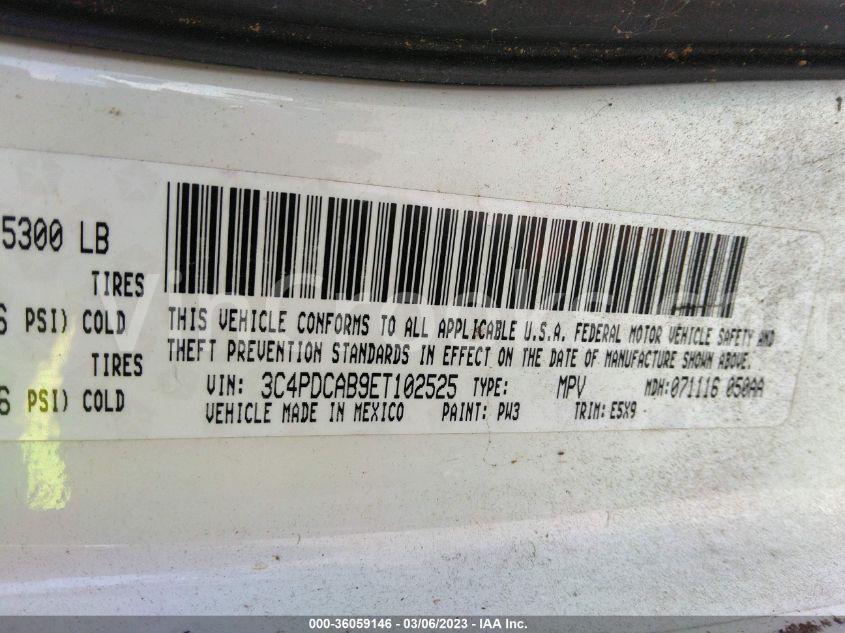 5300 LB
TIRES
PSI) COLD
TIRES
PSI) COLD
THIS VEHICLE CONFORMS TO ALL APPLICABLE U.S.A. FEDERAL MOTOR VEHICLE SAFETY AND
THEFT PREVENTION STANDARDS IN EFFECT ON THE DATE OF MANUFACTURE SHOWN ABOVE.
VIN: 3C4PDCAB9ET102525 TYPE: MPV MDH:071116 050AA
VEHICLE MADE IN MEXICO PAINT: PW3 TRIM: E5X9
000-36059146 - 03/06/2023 - IAA Inc.